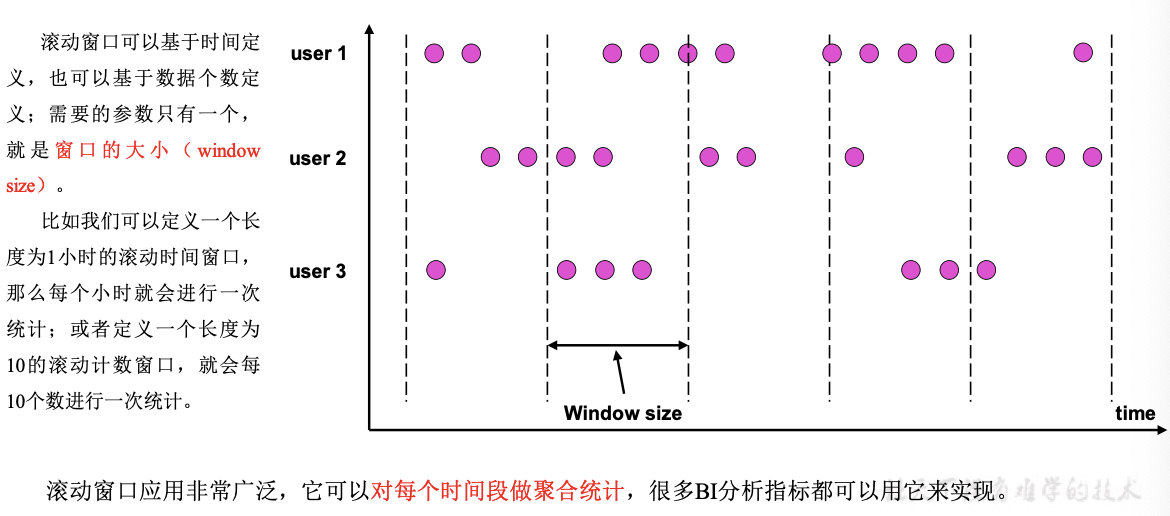 滚动窗口可以基于时间定
义，也可以基于数据个数定
义；需要的参数只有一个，
就是窗口的大小（window
size）。
比如我们可以定义一个长
度为1小时的滚动时间窗口，
那么每个小时就会进行一次
统计；或者定义一个长度为
10的滚动计数窗口，就会每
10个数进行一次统计。
user 1
user 2
user 3
Window size
time
滚动窗口应用非常广泛，它可以对每个时间段做聚合统计，很多BI分析指标都可以用它来实现。
难学的技术